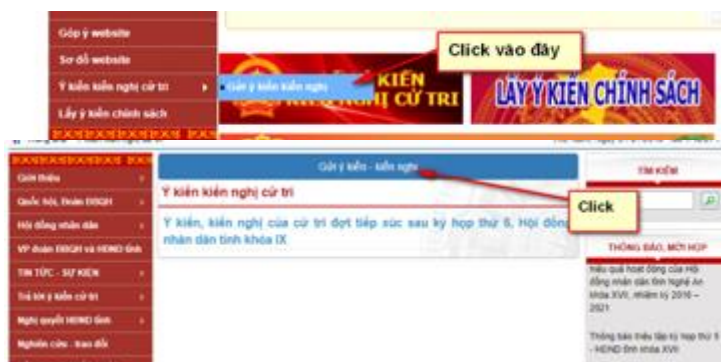 Góp ý website
Sơ đồ website
Ý kiến kiến nghị cử tri
Lấy ý kiến chính sách
Gửi ý kiến kiến nghị
Click vào đây
KIẾN
KIẾN NGHỊ CỬ TRI
LẤY Ý KIẾN CHÍNH SÁCH
Giới thiệu
Quốc hội, Đoàn ĐBQH
Hội đồng nhân dân
VP đoàn ĐBQH và HĐND tỉnh
TIN TỨC - SỰ KIỆN
Trả lời ý kiến cử tri
Nghị quyết HĐND tỉnh
Nghiên cứu - trao đổi
Gửi ý kiến - kiến nghị
Ý kiến kiến nghị cử tri
Ý kiến, kiến nghị của cử tri đợt tiếp xúc sau kỳ họp thứ 6, Hội đồng
nhân dân tỉnh khóa IX
Click
TÌM KIẾM
THÔNG BÁO, MỜI HỌP
hiệu quả hoạt động của Hội
đồng nhân dân tỉnh Nghệ An
khóa XVII, nhiệm kỳ 2016 –
2021
Thông báo triệu tập kỳ họp thứ 9
- HĐND tỉnh khóa XVII